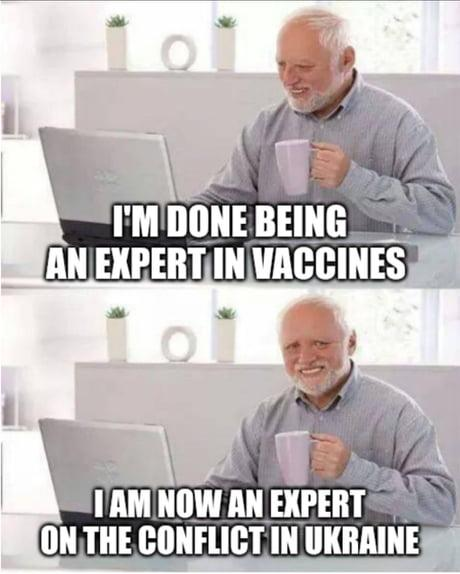 I'M DONE BEING
AN EXPERT IN VACCINES
I AM NOW AN EXPERT
ON THE CONFLICT IN UKRAINE